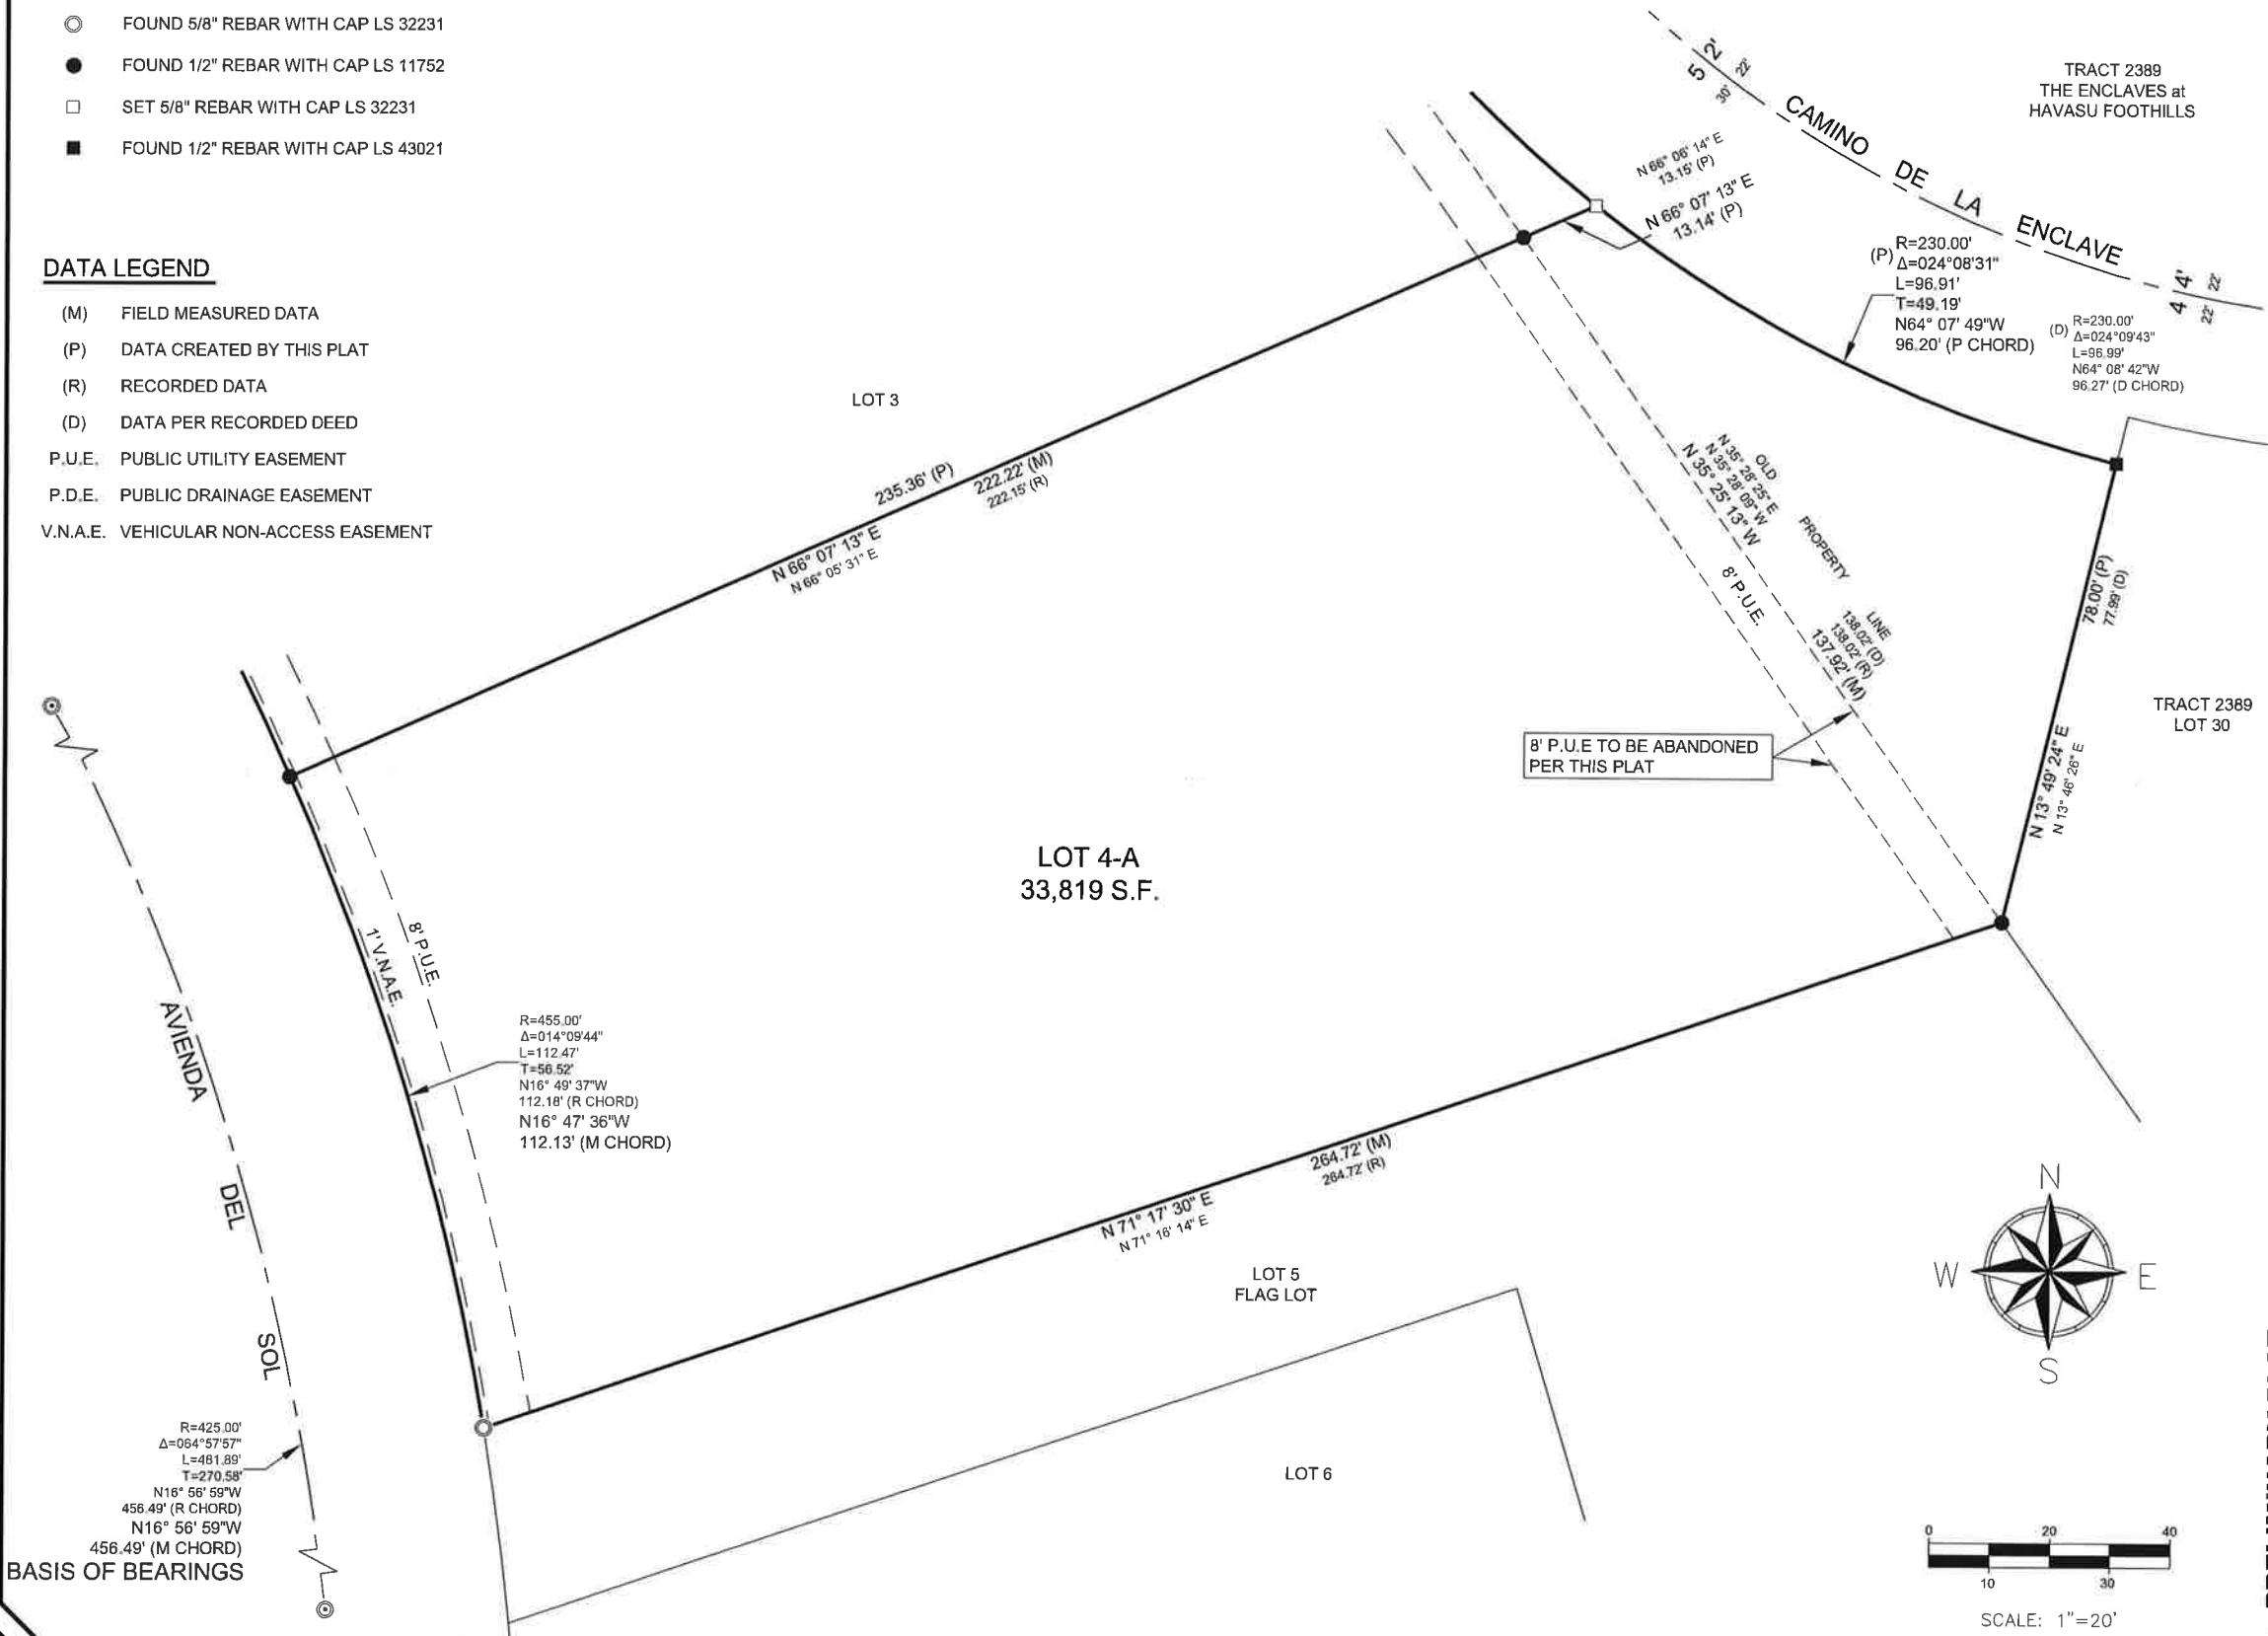 FOUND 5/8" REBAR WITH CAP LS 32231
FOUND 1/2" REBAR WITH CAP LS 11752
SET 5/8" REBAR WITH CAP LS 32231
FOUND 1/2" REBAR WITH CAP LS 43021
DATA LEGEND
(M) FIELD MEASURED DATA
(P) DATA CREATED BY THIS PLAT
(R) RECORDED DATA
(D) DATA PER RECORDED DEED
P.U.E. PUBLIC UTILITY EASEMENT
P.D.E. PUBLIC DRAINAGE EASEMENT
V.N.A.E. VEHICULAR NON-ACCESS EASEMENT
52'
22'
30'
CAMINO DE LA ENCLAVE
44'
22'
22'
TRACT 2389
THE ENCLAVES at
HAVASU FOOTHILLS
N 66° 06' 14" E
13.15' (P)
N 66° 07' 13" E
13.14' (P)
(P)
R=230.00'
Δ=024°08'31"
L=96.91'
T=49.19'
N64° 07' 49"W
96.20' (P CHORD)
(D)
R=230.00'
Δ=024°09'43"
L=96.99'
N64° 08' 42"W
96.27' (D CHORD)
LOT 3
235.36' (P)
222.22' (M)
222.15' (R)
N 66° 07' 13" E
N 66° 05' 31" E
OLD PROPERTY LINE
N 35° 28' 25" E
N 35° 28' 09" W
N 35° 25' 13" W
138.02' (D)
138.02' (R)
137.92' (M)
8' P.U.E.
78.00' (P)
77.99' (D)
N 13° 49' 24" E
N 13° 46' 26" E
TRACT 2389
LOT 30
8' P.U.E TO BE ABANDONED
PER THIS PLAT
LOT 4-A
33,819 S.F.
1' V.N.A.E.
8' P.U.E.
AVIENDA DEL SOL
R=455.00'
Δ=014°09'44"
L=112.47'
T=56.52'
N16° 49' 37"W
112.18' (R CHORD)
N16° 47' 36"W
112.13' (M CHORD)
264.72' (M)
264.72' (R)
N 71° 17' 30" E
N 71° 16' 14" E
LOT 5
FLAG LOT
LOT 6
R=425.00'
Δ=064°57'57"
L=481.89'
T=270.58'
N16° 56' 59"W
456.49' (R CHORD)
N16° 56' 59"W
456.49' (M CHORD)
BASIS OF BEARINGS
N
W
E
S
0 20 40
10 30
SCALE: 1"=20'